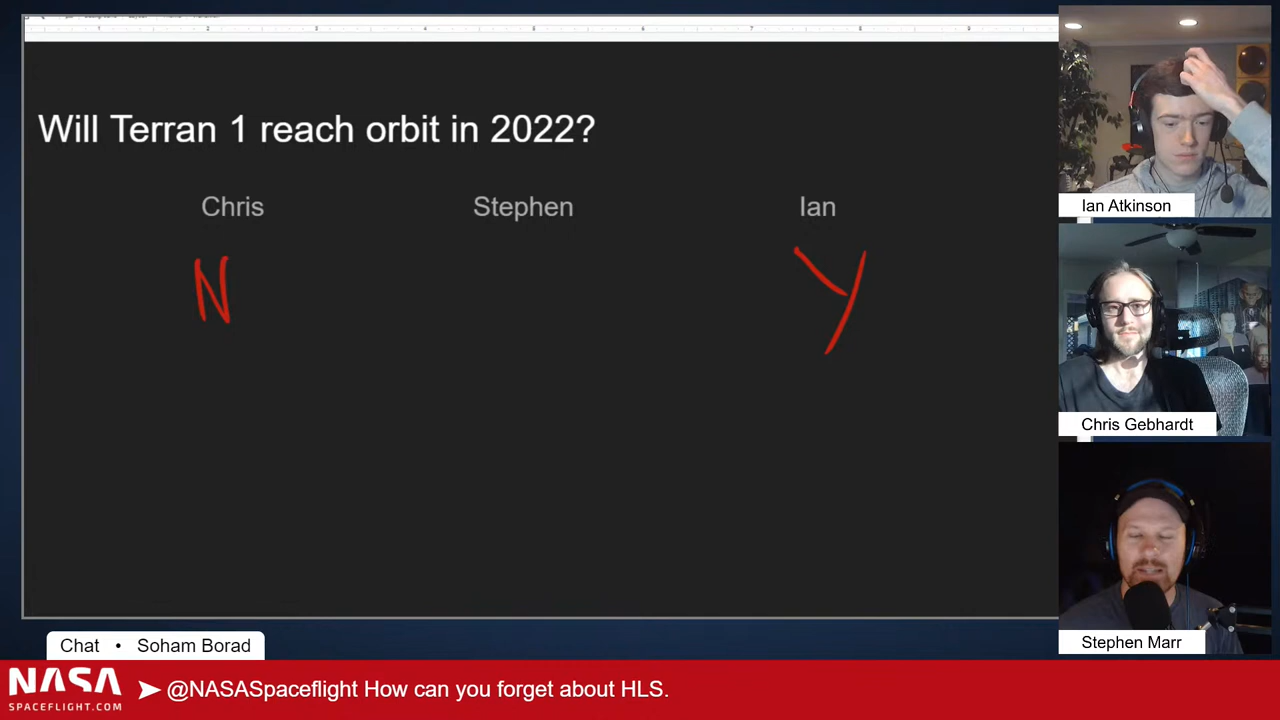 Will Terran 1 reach orbit in 2022?
Chris Stephen Ian
N Y
Ian Atkinson
Chris Gebhardt
Stephen Marr
Chat • Soham Borad
NASA
SPACEFLIGHT.COM
@NASASpaceflight How can you forget about HLS.